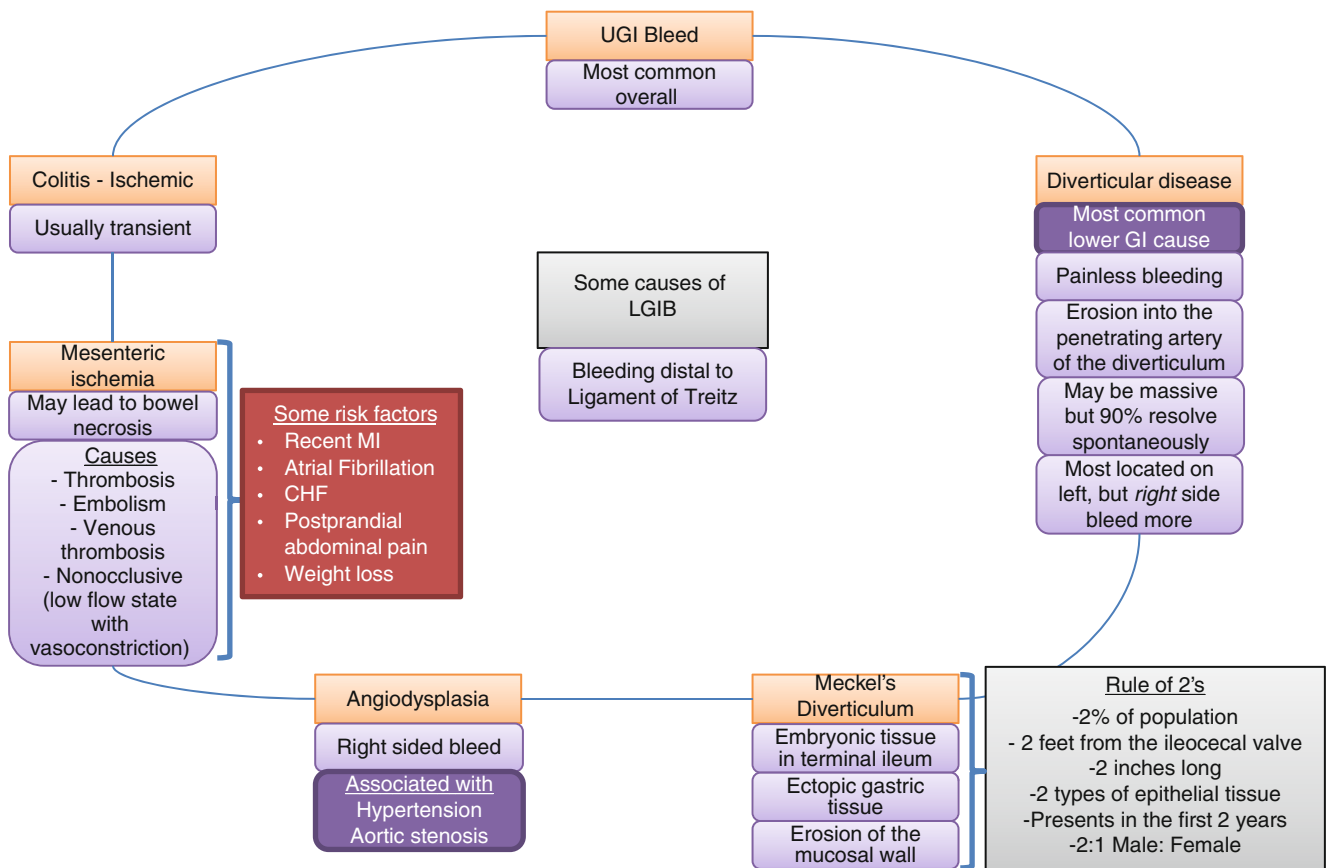 UGI Bleed
Most common
overall
Colitis - Ischemic
Usually transient
Diverticular disease
Most common
lower GI cause
Painless bleeding
Erosion into the
penetrating artery
of the diverticulum
May be massive
but 90% resolve
spontaneously
Most located on
left, but right side
bleed more
Some causes of
LGIB
Bleeding distal to
Ligament of Treitz
Mesenteric
ischemia
May lead to bowel
necrosis
Causes
- Thrombosis
- Embolism
- Venous
thrombosis
- Nonocclusive
(low flow state
with
vasoconstriction)
Some risk factors
• Recent MI
• Atrial Fibrillation
• CHF
• Postprandial
abdominal pain
• Weight loss
Angiodysplasia
Right sided bleed
Associated with
Hypertension
Aortic stenosis
Meckel's
Diverticulum
Embryonic tissue
in terminal ileum
Ectopic gastric
tissue
Erosion of the
mucosal wall
Rule of 2's
-2% of population
- 2 feet from the ileocecal valve
-2 inches long
-2 types of epithelial tissue
-Presents in the first 2 years
-2:1 Male: Female